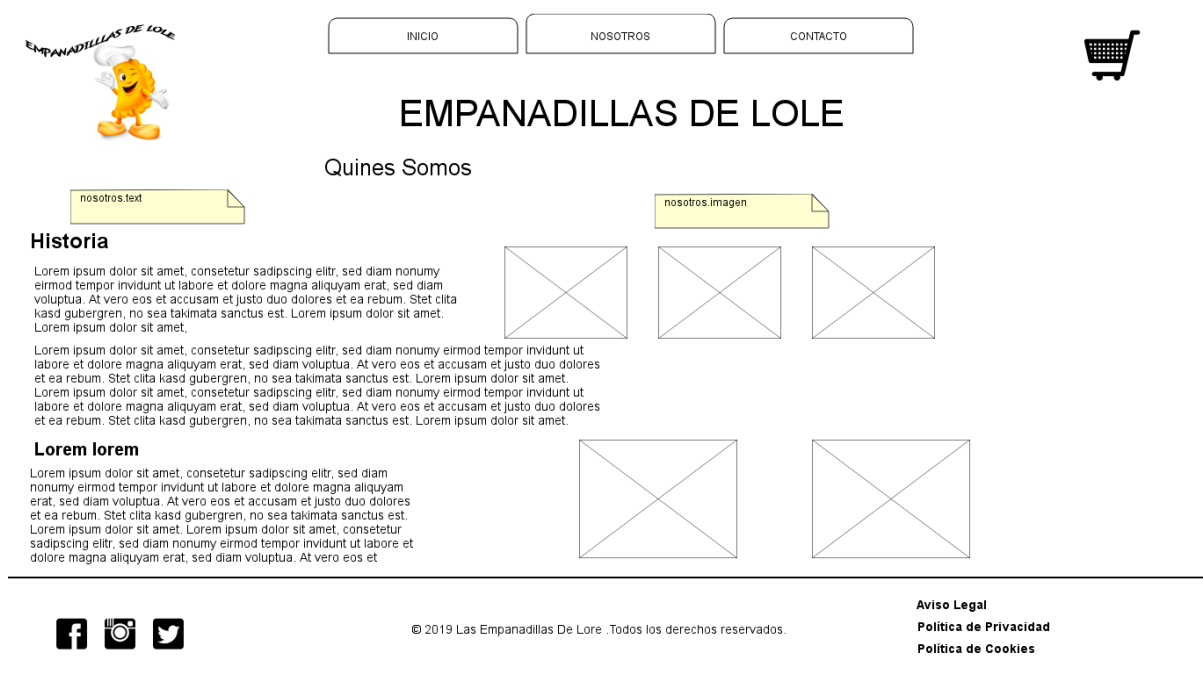 EMPANADILLLAS DE LOLE
INICIO
NOSOTROS
CONTACTO
EMPANADILLAS DE LOLE
Quines Somos
nosotros.text
nosotros.imagen
Historia
Lorem ipsum dolor sit amet, consetetur sadipscing elitr, sed diam nonumy
eirmod tempor invidunt ut labore et dolore magna aliquyam erat, sed diam
voluptua. At vero eos et accusam et justo duo dolores et ea rebum. Stet clita
kasd gubergren, no sea takimata sanctus est. Lorem ipsum dolor sit amet.
Lorem ipsum dolor sit amet,
Lorem ipsum dolor sit amet, consetetur sadipscing elitr, sed diam nonumy eirmod tempor invidunt ut
labore et dolore magna aliquyam erat, sed diam voluptua. At vero eos et accusam et justo duo dolores
et ea rebum. Stet clita kasd gubergren, no sea takimata sanctus est. Lorem ipsum dolor sit amet.
Lorem ipsum dolor sit amet, consetetur sadipscing elitr, sed diam nonumy eirmod tempor invidunt ut
labore et dolore magna aliquyam erat, sed diam voluptua. At vero eos et accusam et justo duo dolores
et ea rebum. Stet clita kasd gubergren, no sea takimata sanctus est. Lorem ipsum dolor sit amet.
Lorem lorem
Lorem ipsum dolor sit amet, consetetur sadipscing elitr, sed diam
nonumy eirmod tempor invidunt ut labore et dolore magna aliquyam
erat, sed diam voluptua. At vero eos et accusam et justo duo dolores
et ea rebum. Stet clita kasd gubergren, no sea takimata sanctus est.
Lorem ipsum dolor sit amet. Lorem ipsum dolor sit amet, consetetur
sadipscing elitr, sed diam nonumy eirmod tempor invidunt ut labore et
dolore magna aliquyam erat, sed diam voluptua. At vero eos et
© 2019 Las Empanadillas De Lore .Todos los derechos reservados.
Aviso Legal
Política de Privacidad
Política de Cookies